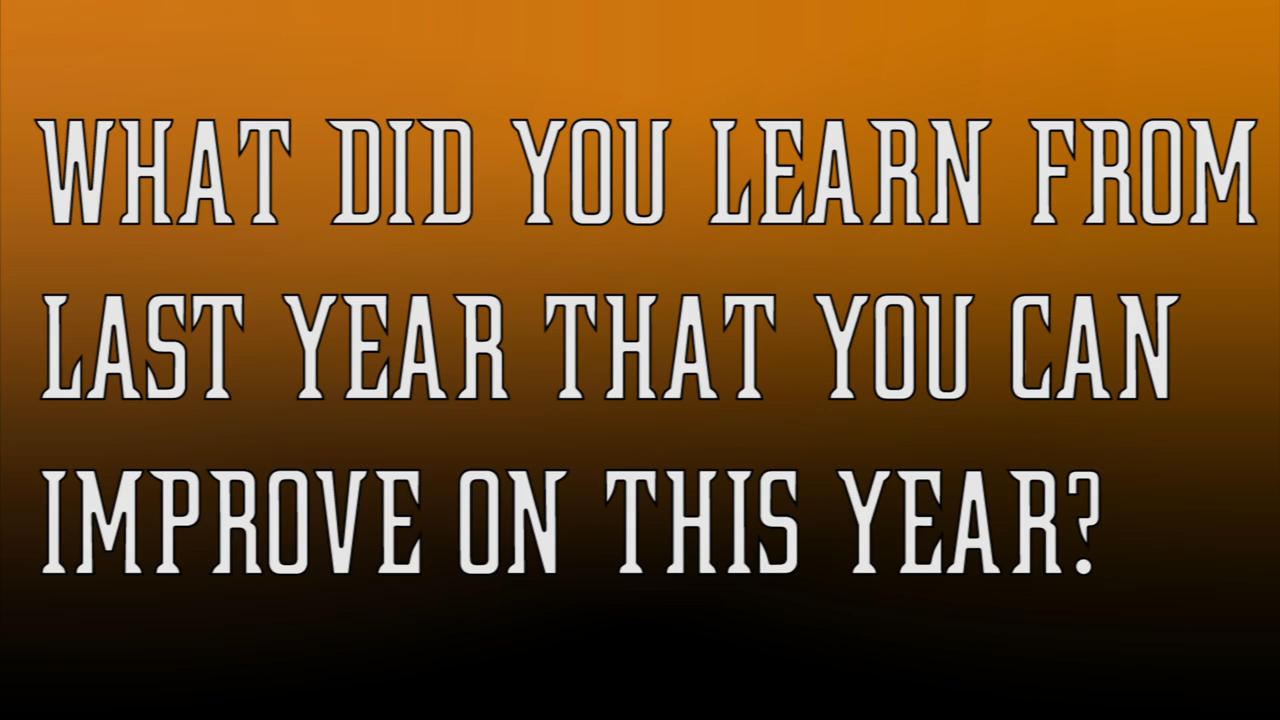 WHAT DID YOU LEARN FROM
LAST YEAR THAT YOU CAN
IMPROVE ON THIS YEAR?